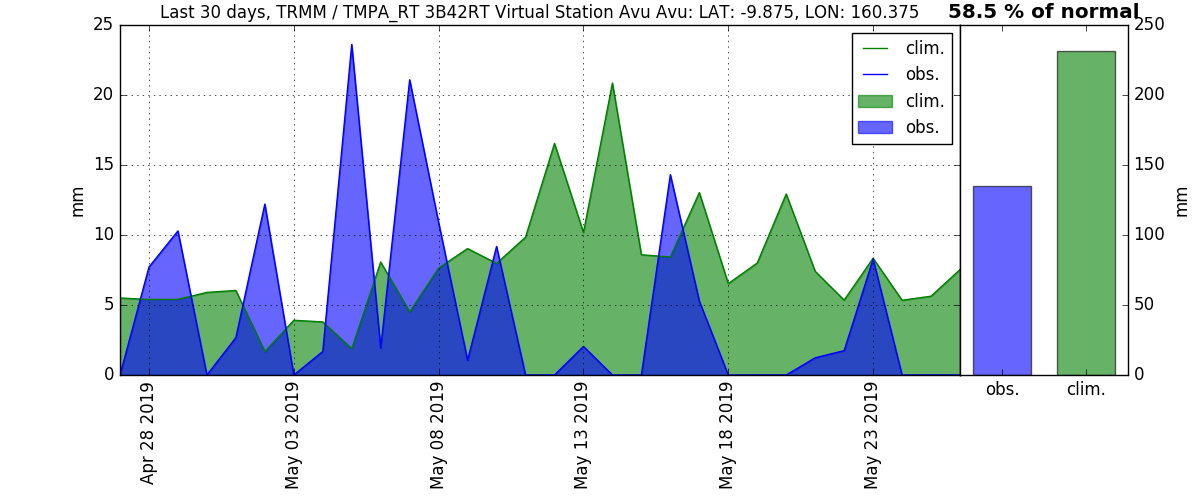 Last 30 days, TRMM / TMPA_RT 3B42RT Virtual Station Avu Avu: LAT: -9.875, LON: 160.375
58.5 % of normal
25
20
15
10
5
0
mm
clim.
obs.
clim.
obs.
Apr 28 2019
May 03 2019
May 08 2019
May 13 2019
May 18 2019
May 23 2019
250
200
150
100
50
0
mm
obs.
clim.